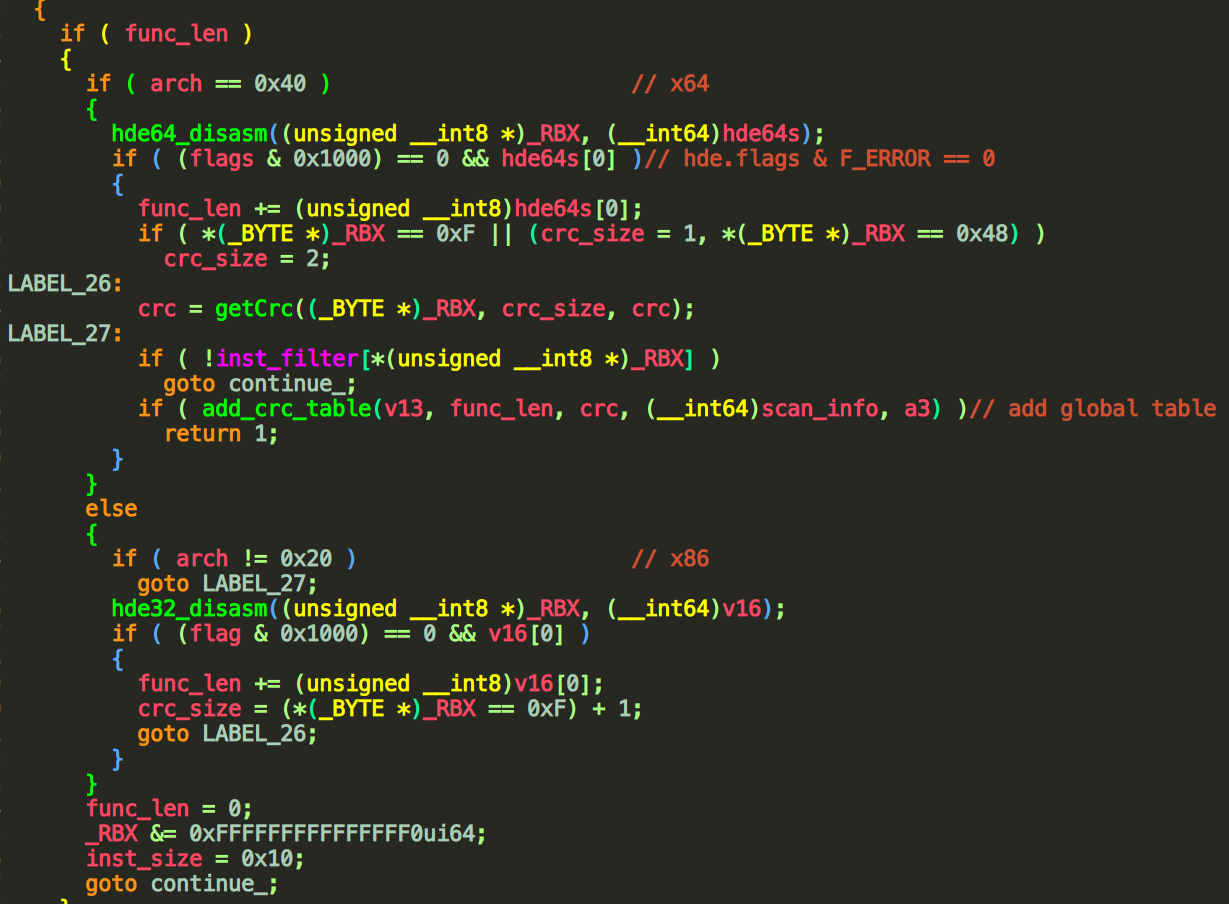 {
if ( func_len )
{
if ( arch == 0x40 ) // x64
{
hde64_disasm((unsigned __int8 *)_RBX, (__int64)hde64s);
if ( (flags & 0x1000) == 0 && hde64s[0] )// hde.flags & F_ERROR == 0
{
func_len += (unsigned __int8)hde64s[0];
if ( *(_BYTE *)_RBX == 0xF || (crc_size = 1, *(_BYTE *)_RBX == 0x48) )
crc_size = 2;
LABEL_26:
crc = getCrc((_BYTE *)_RBX, crc_size, crc);
LABEL_27:
if ( !inst_filter[*(unsigned __int8 *)_RBX] )
goto continue_;
if ( add_crc_table(v13, func_len, crc, (__int64)scan_info, a3) )// add global table
return 1;
}
}
else
{
if ( arch != 0x20 ) // x86
goto LABEL_27;
hde32_disasm((unsigned __int8 *)_RBX, (__int64)v16);
if ( (flag & 0x1000) == 0 && v16[0] )
{
func_len += (unsigned __int8)v16[0];
crc_size = (*(_BYTE *)_RBX == 0xF) + 1;
goto LABEL_26;
}
}
func_len = 0;
_RBX &= 0xFFFFFFFFFFFFFFF0ui64;
inst_size = 0x10;
goto continue_;